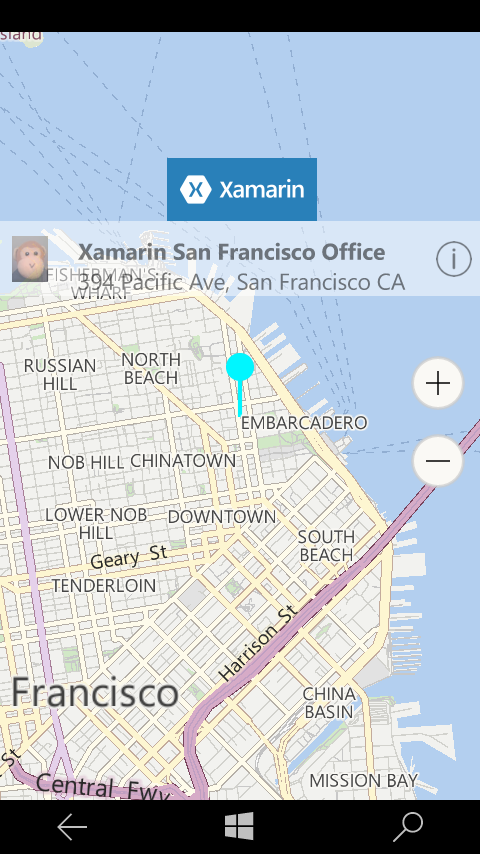 island
Xamarin
Xamarin San Francisco Office
394 Pacific Ave, San Francisco CA
FISHERMAN'S
WHARF
RUSSIAN
HILL
NORTH
BEACH
EMBARCADERO
NOB HILL
CHINATOWN
LOWER NOB
HILL
DOWNTOWN
SOUTH
BEACH
Geary St
TENDERLOIN
Harrison St
Francisco
CHINA
BASIN
St
Central Fwy
MISSION BAY